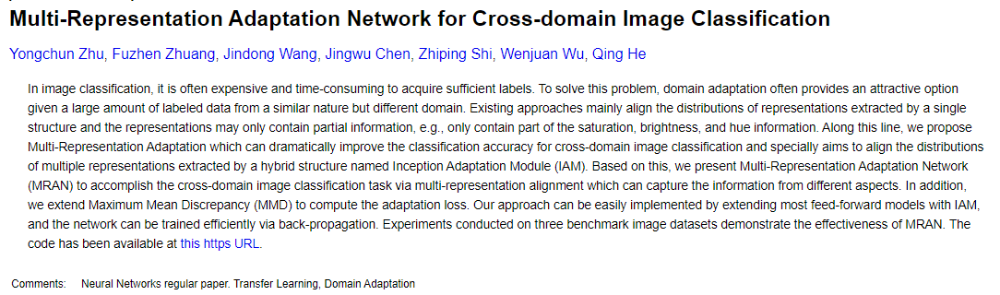 Multi-Representation Adaptation Network for Cross-domain Image Classification
Yongchun Zhu, Fuzhen Zhuang, Jindong Wang, Jingwu Chen, Zhiping Shi, Wenjuan Wu, Qing He
In image classification, it is often expensive and time-consuming to acquire sufficient labels. To solve this problem, domain adaptation often provides an attractive option
given a large amount of labeled data from a similar nature but different domain. Existing approaches mainly align the distributions of representations extracted by a single
structure and the representations may only contain partial information, e.g., only contain part of the saturation, brightness, and hue information. Along this line, we propose
Multi-Representation Adaptation which can dramatically improve the classification accuracy for cross-domain image classification and specially aims to align the distributions
of multiple representations extracted by a hybrid structure named Inception Adaptation Module (IAM). Based on this, we present Multi-Representation Adaptation Network
(MRAN) to accomplish the cross-domain image classification task via multi-representation alignment which can capture the information from different aspects. In addition,
we extend Maximum Mean Discrepancy (MMD) to compute the adaptation loss. Our approach can be easily implemented by extending most feed-forward models with IAM,
and the network can be trained efficiently via back-propagation. Experiments conducted on three benchmark image datasets demonstrate the effectiveness of MRAN. The
code has been available at this https URL.
Comments: Neural Networks regular paper. Transfer Learning, Domain Adaptation